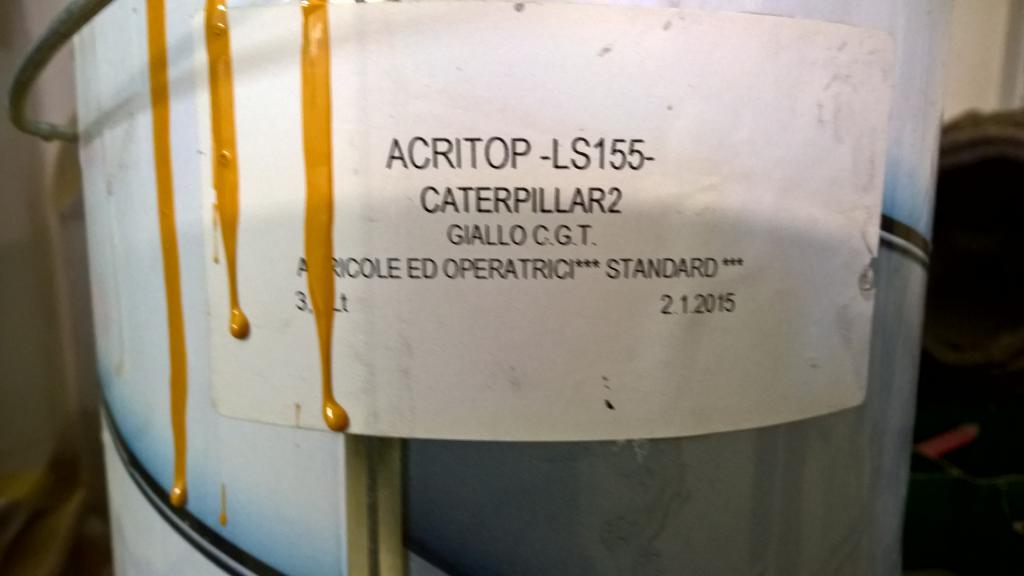 ACRITOP -LS155-
CATERPILLAR2
GIALLO C.G.T.
ED OPERATRICI*** STANDARD ***
Lt 2.1.2015